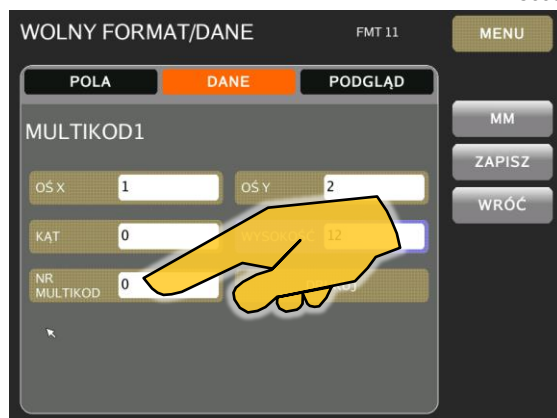 WOLNY FORMAT/DANE FMT 11 MENU
POLA DANE PODGLĄD
MULTIKOD1
MM
ZAPISZ
WRÓĆ
OŚ X 1 OŚ Y 2
KĄT 0 WYSOKOŚĆ 12
NR MULTIKOD 0